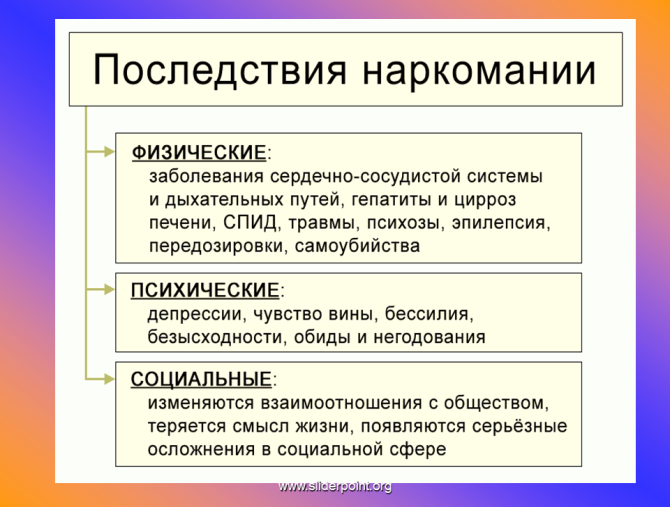 Последствия наркомании
ФИЗИЧЕСКИЕ:
заболевания сердечно-сосудистой системы
и дыхательных путей, гепатиты и цирроз
печени, СПИД, травмы, психозы, эпилепсия,
передозировки, самоубийства
ПСИХИЧЕСКИЕ:
депрессии, чувство вины, бессилия,
безысходности, обиды и негодования
СОЦИАЛЬНЫЕ:
изменяются взаимоотношения с обществом,
теряется смысл жизни, появляются серьёзные
осложнения в социальной сфере
www.sliderpoint.org